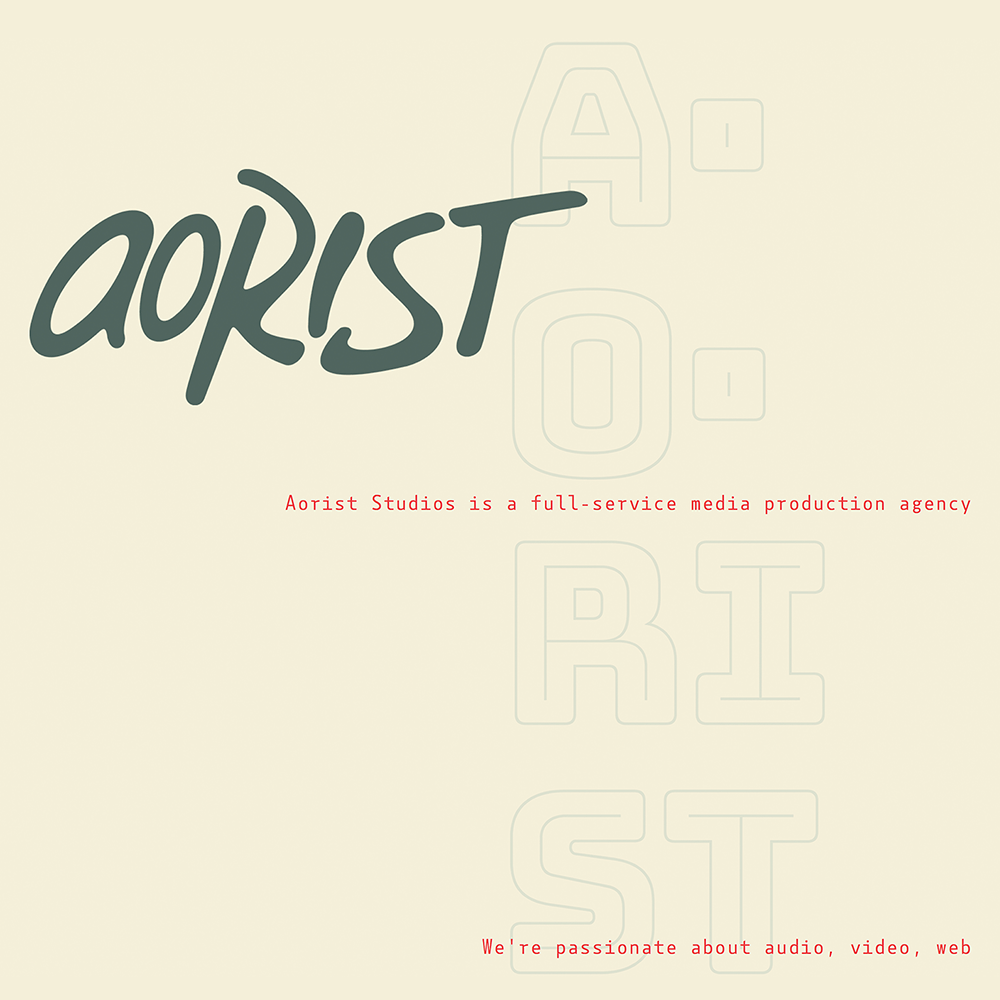 A·
AORIST
O·
Aorist Studios is a full-service media production agency
RI
ST
We're passionate about audio, video, web